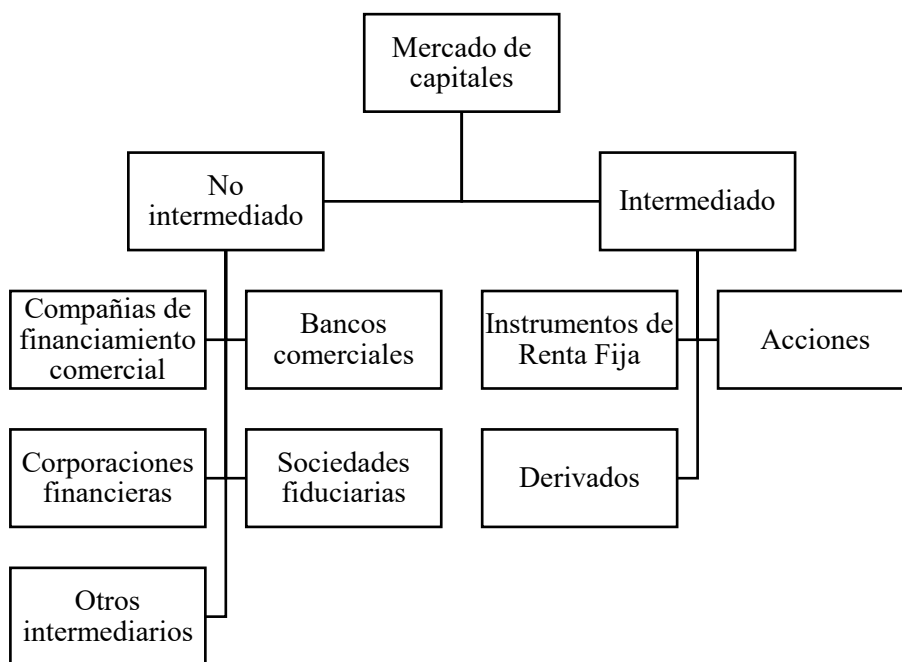 Mercado de
capitales
No
intermediado
Intermediado
Compañias de
financiamiento
comercial
Bancos
comerciales
Instrumentos de
Renta Fija
Acciones
Corporaciones
financieras
Sociedades
fiduciarias
Derivados
Otros
intermediarios